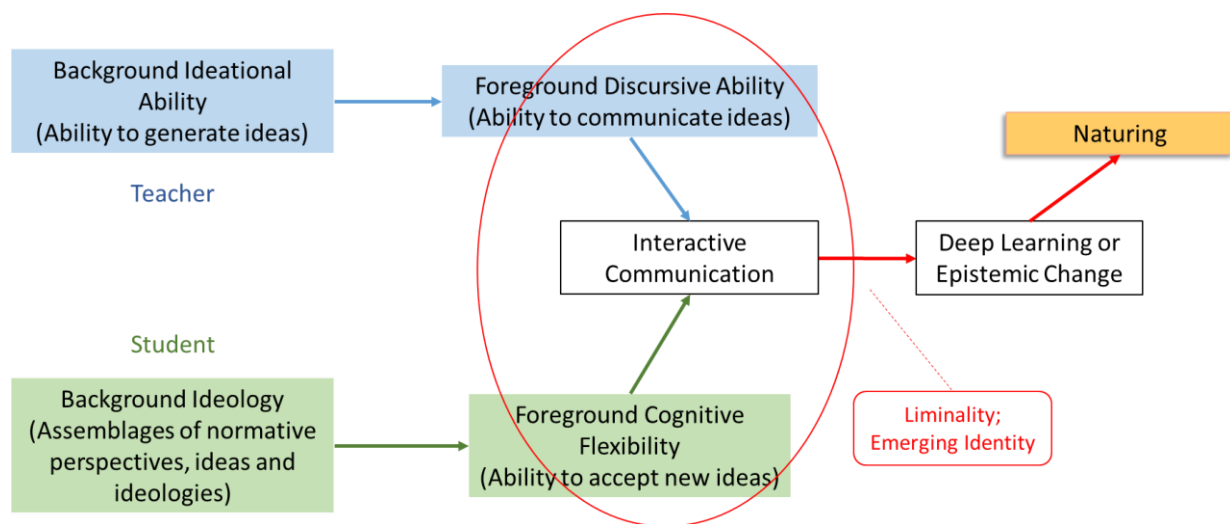 Background Ideational
Ability
(Ability to generate ideas)
Foreground Discursive Ability
(Ability to communicate ideas)
Naturing
Teacher
Interactive
Communication
Deep Learning or
Epistemic Change
Student
Background Ideology
(Assemblages of normative
perspectives, ideas and
ideologies)
Foreground Cognitive
Flexibility
(Ability to accept new ideas)
Liminality;
Emerging Identity